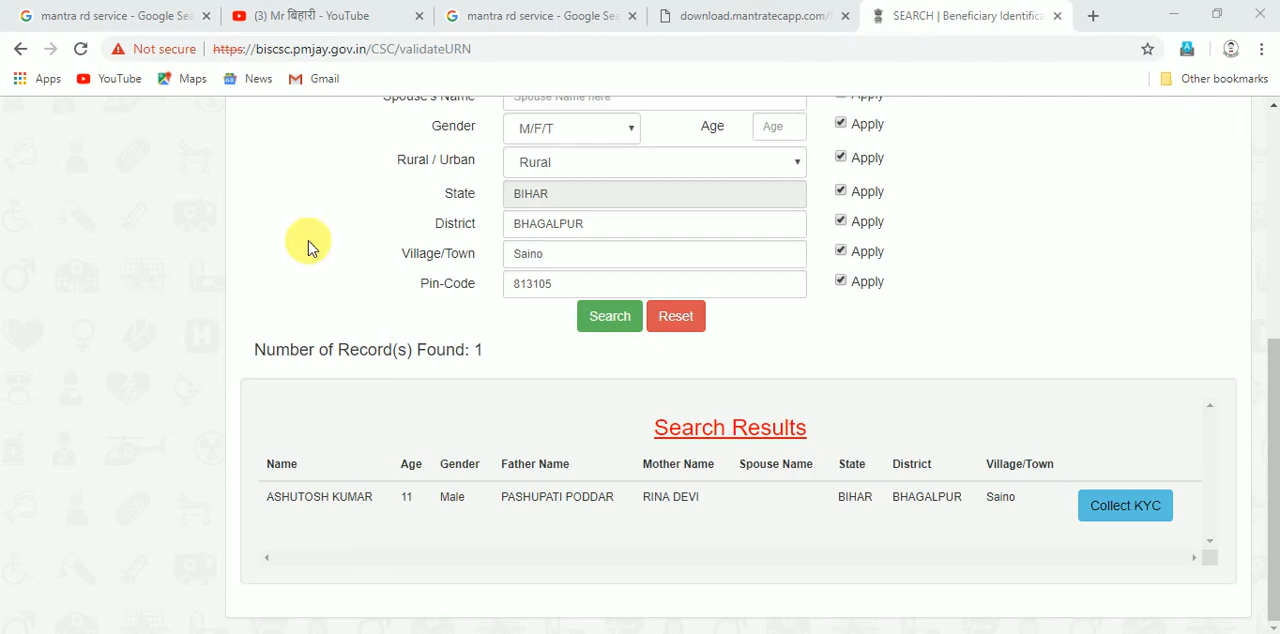 mantra rd service - Google Sea
(3) Mr बिहारी - YouTube
mantra rd service - Google Sea
download.mantratecapp.com/
SEARCH | Beneficiary Identifica
Not secure
https://biscsc.pmjay.gov.in/CSC/validateURN
Apps
YouTube
Maps
News
Gmail
Other bookmarks
Spouse's Name
Spouse Name here
Apply
Gender
M/F/T
Age
Age
Apply
Rural / Urban
Rural
Apply
State
BIHAR
Apply
District
BHAGALPUR
Apply
Village/Town
Saino
Apply
Pin-Code
813105
Apply
Search
Reset
Number of Record(s) Found: 1
Search Results
Name Age Gender Father Name Mother Name Spouse Name State District Village/Town
ASHUTOSH KUMAR 11 Male PASHUPATI PODDAR RINA DEVI BIHAR BHAGALPUR Saino Collect KYC